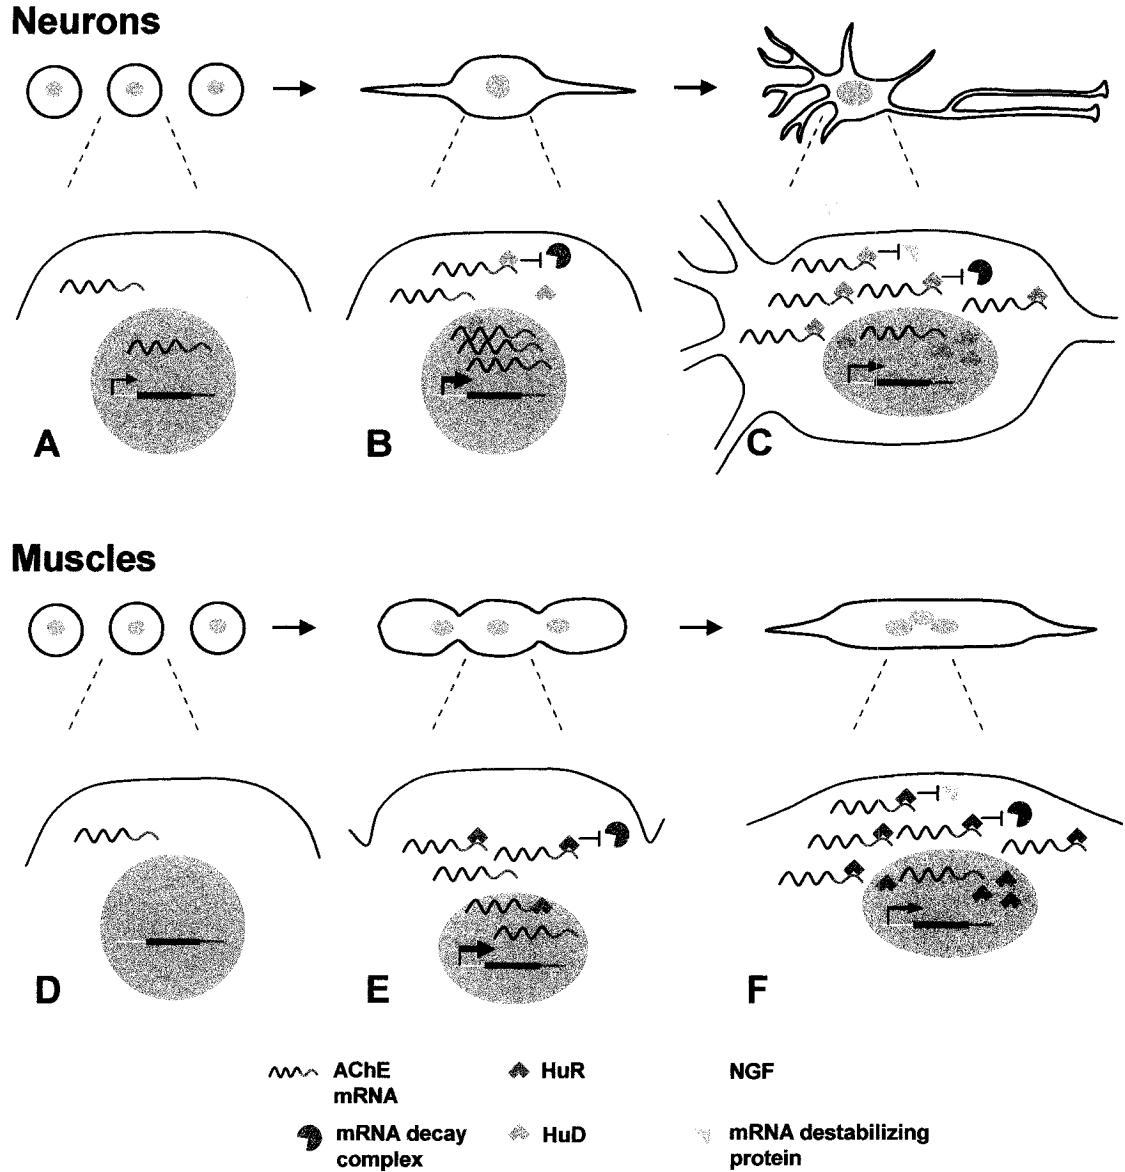 Neurons
A
B
C
Muscles
D
E
F
AChE mRNA
HuR
NGF
mRNA decay complex
HuD
mRNA destabilizing protein